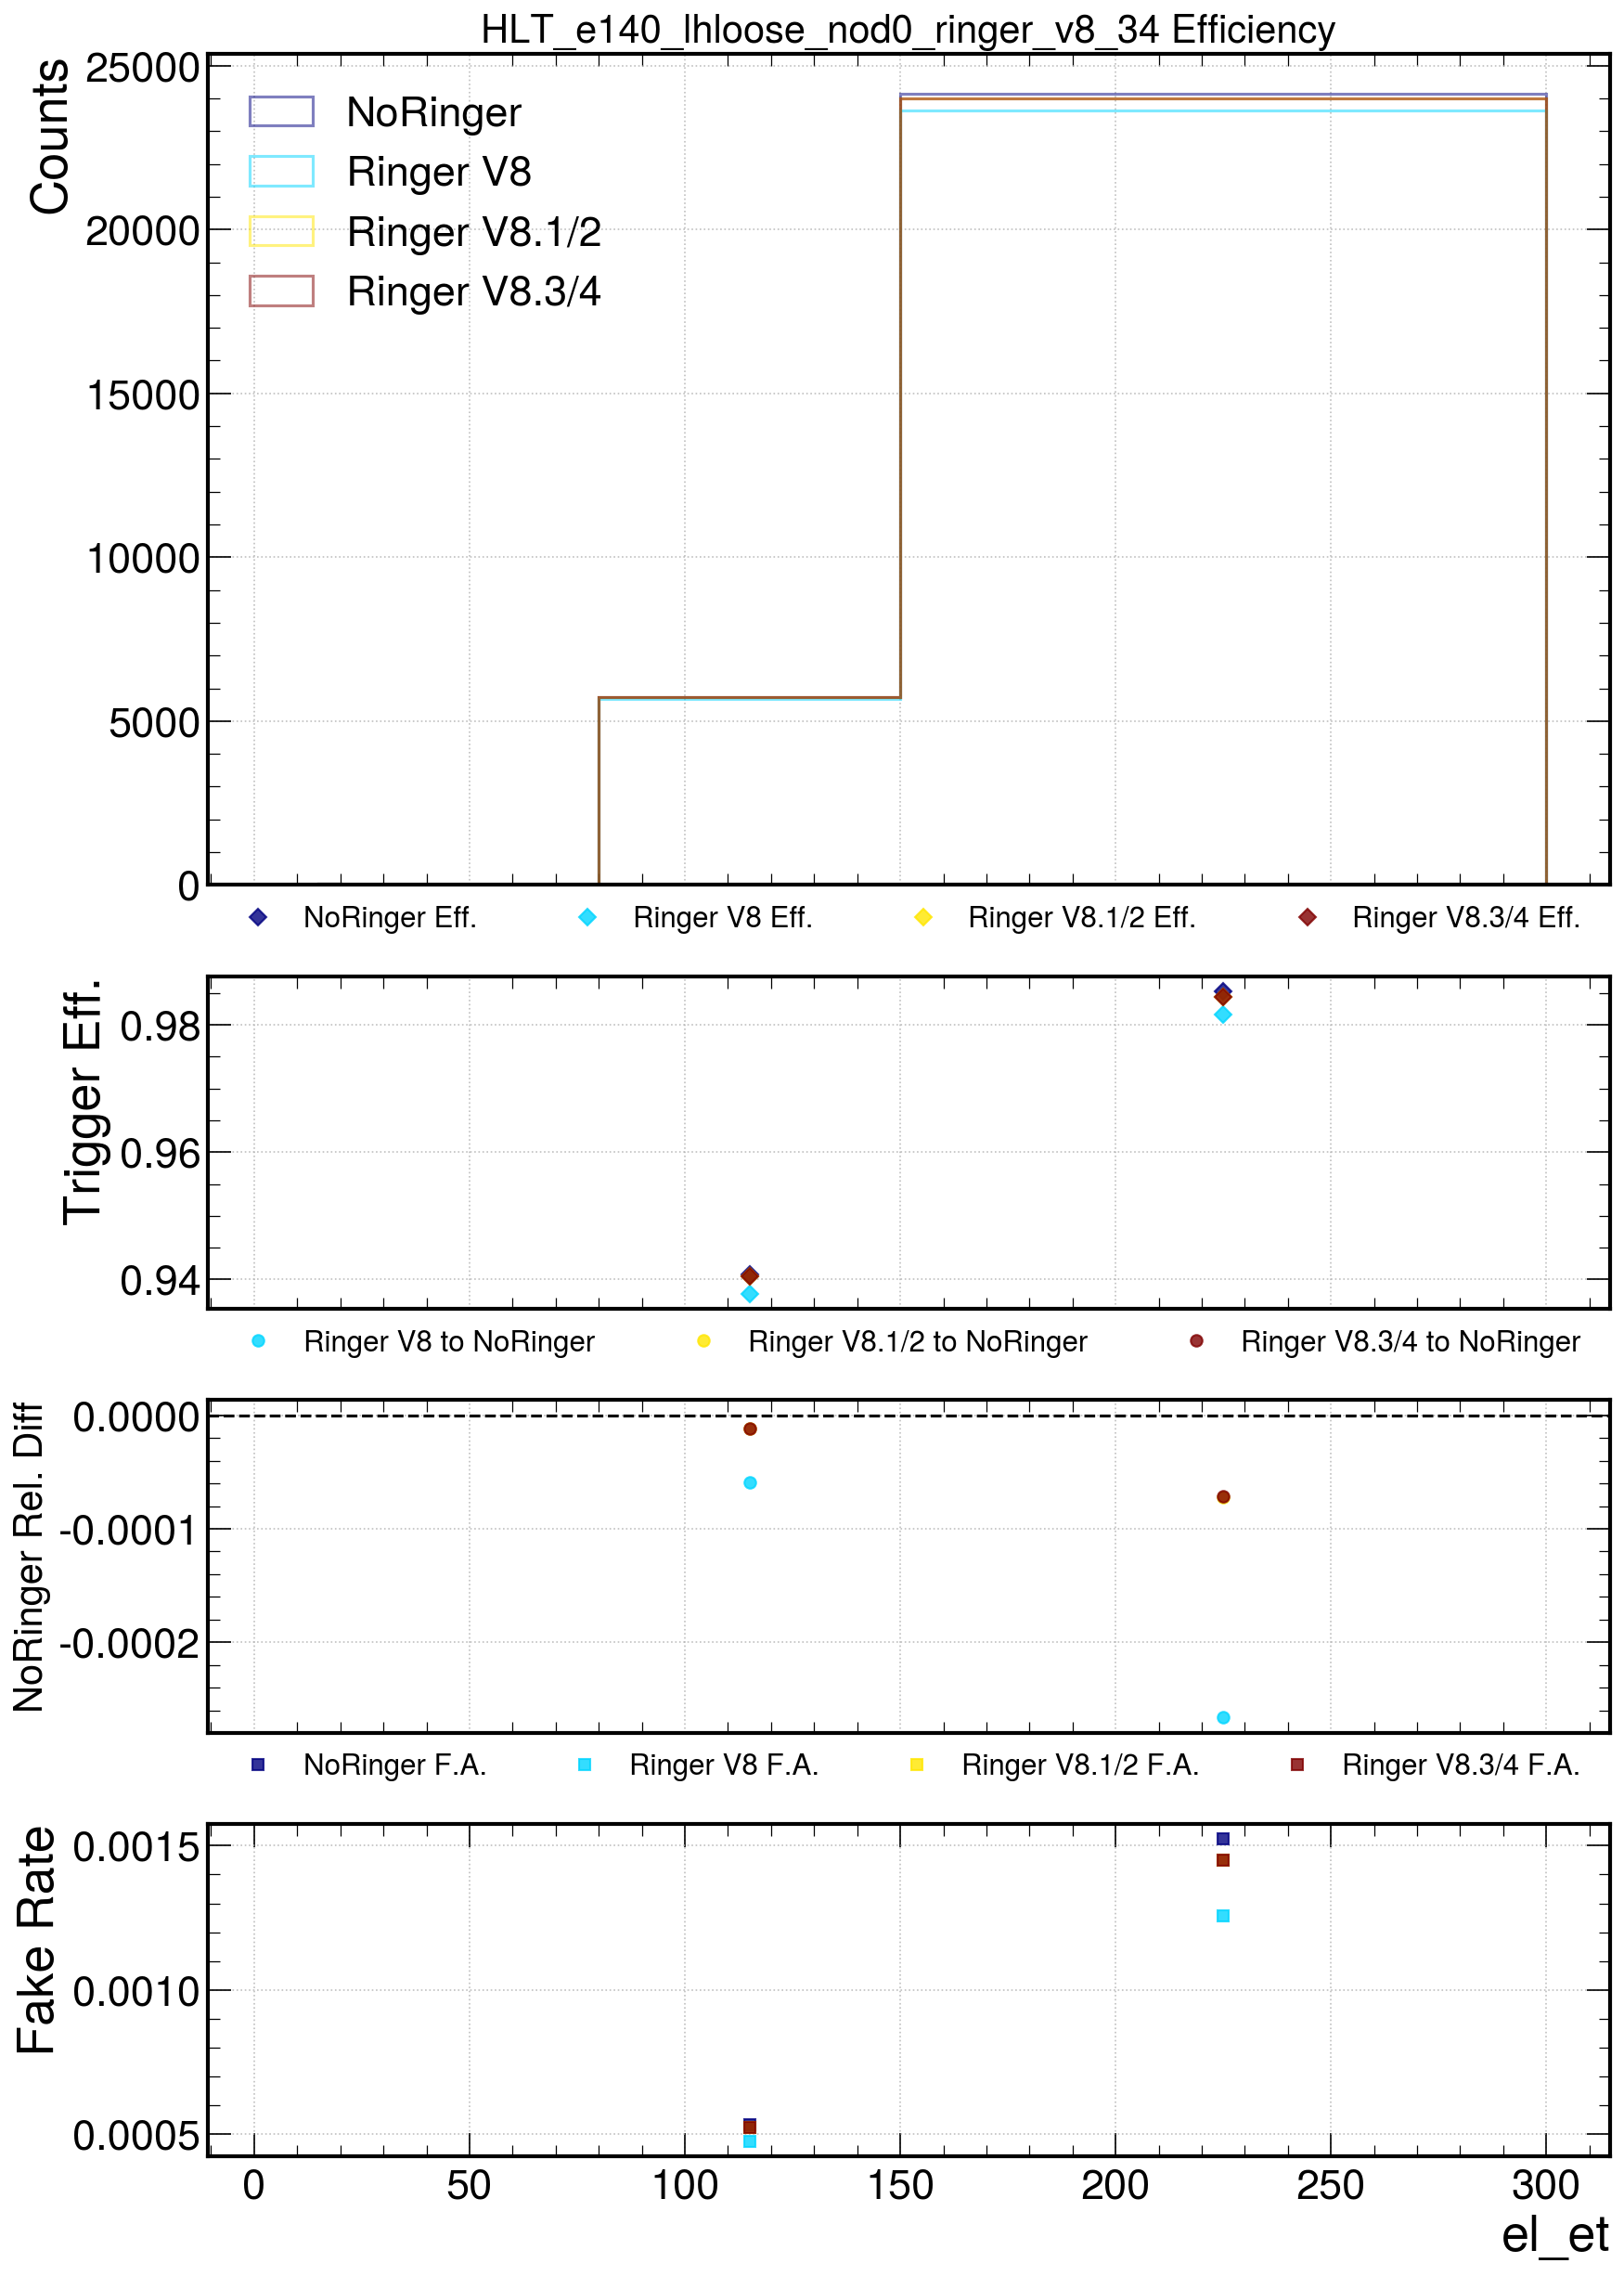 HLT_e140_lhloose_nod0_ringer_v8_34 Efficiency
Counts
25000
20000
15000
10000
5000
0
NoRinger
Ringer V8
Ringer V8.1/2
Ringer V8.3/4
NoRinger Eff. Ringer V8 Eff. Ringer V8.1/2 Eff. Ringer V8.3/4 Eff.
Trigger Eff.
0.98
0.96
0.94
Ringer V8 to NoRinger Ringer V8.1/2 to NoRinger Ringer V8.3/4 to NoRinger
NoRinger Rel. Diff
0.0000
-0.0001
-0.0002
NoRinger F.A. Ringer V8 F.A. Ringer V8.1/2 F.A. Ringer V8.3/4 F.A.
Fake Rate
0.0015
0.0010
0.0005
0 50 100 150 200 250 300
el_et